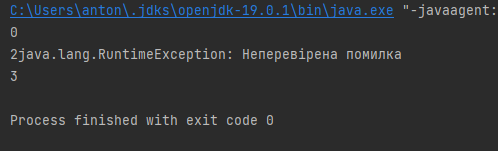 C:\Users\anton\.jdks\openjdk-19.0.1\bin\java.exe "-javaagent:
0
2java.lang.RuntimeException: Неперевірена помилка
3
Process finished with exit code 0